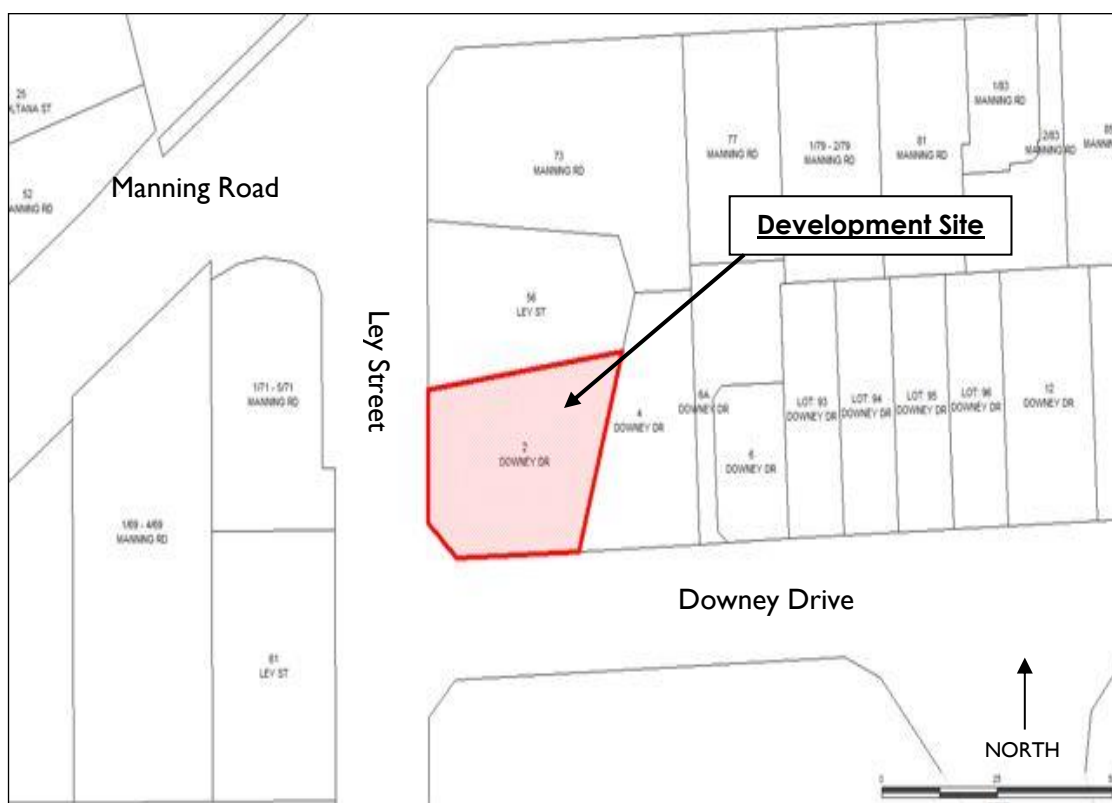 25
1/83
MANNING RD
77
MANNING RD
1/79 - 2/79
MANNING RD
81
MANNING RD
2/83
MANNING RD
73
MANNING RD
52
Manning Road
Development Site
56
LEY ST
Ley Street
1/71 - 5/71
MANNING RD
2
DOWNEY DR
4
DOWNEY DR
6A
DOWNEY DR
6
DOWNEY DR
LOT 93
DOWNEY DR
LOT 94
DOWNEY DR
LOT 95
DOWNEY DR
LOT 96
DOWNEY DR
12
DOWNEY DR
1/69 - 4/69
MANNING RD
Downey Drive
61
LEY ST
NORTH
0
25